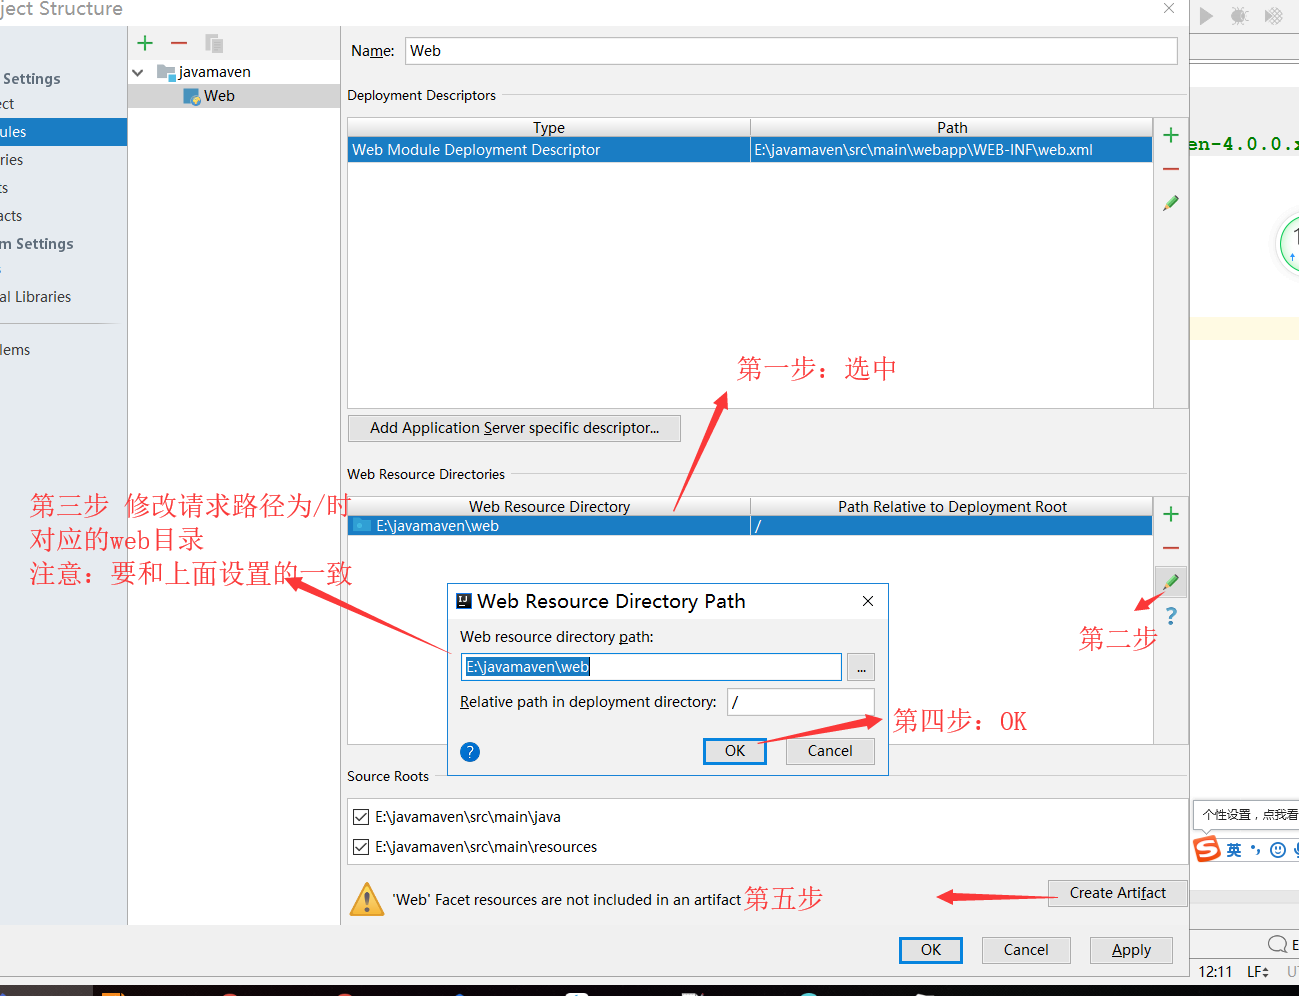 ject Structure
Settings
ect
ules
ries
ts
acts
m Settings
s
al Libraries
lems
javamaven
Web
Name: Web
Deployment Descriptors
Type Path
Web Module Deployment Descriptor E:\javamaven\src\main\webapp\WEB-INF\web.xml
en-4.0.0.x
第一步：选中
Add Application Server specific descriptor...
Web Resource Directories
第三步 修改请求路径为/时
对应的web目录
注意：要和上面设置的一致
Web Resource Directory Path Relative to Deployment Root
E:\javamaven\web /
第二步
Web Resource Directory Path
Web resource directory path:
E:\javamaven\web ...
Relative path in deployment directory: /
第四步：OK
OK Cancel
Source Roots
E:\javamaven\src\main\java
E:\javamaven\src\main\resources
个性设置，点我看
英
'Web' Facet resources are not included in an artifact 第五步 Create Artifact
OK Cancel Apply
E
12:11 LF U